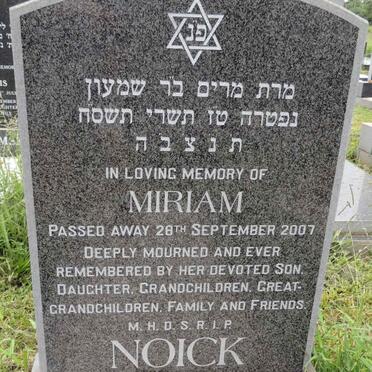 פנ
מרת מרים בר שמעון
נפטרה טז תשרי תשסח
ת נ צ ב ה
IN LOVING MEMORY OF
MIRIAM
PASSED AWAY 28TH SEPTEMBER 2007
DEEPLY MOURNED AND EVER
REMEMBERED BY HER DEVOTED SON,
DAUGHTER, GRANDCHILDREN, GREAT-
GRANDCHILDREN, FAMILY AND FRIENDS.
M.H.D.S.R.I.P.
NOICK